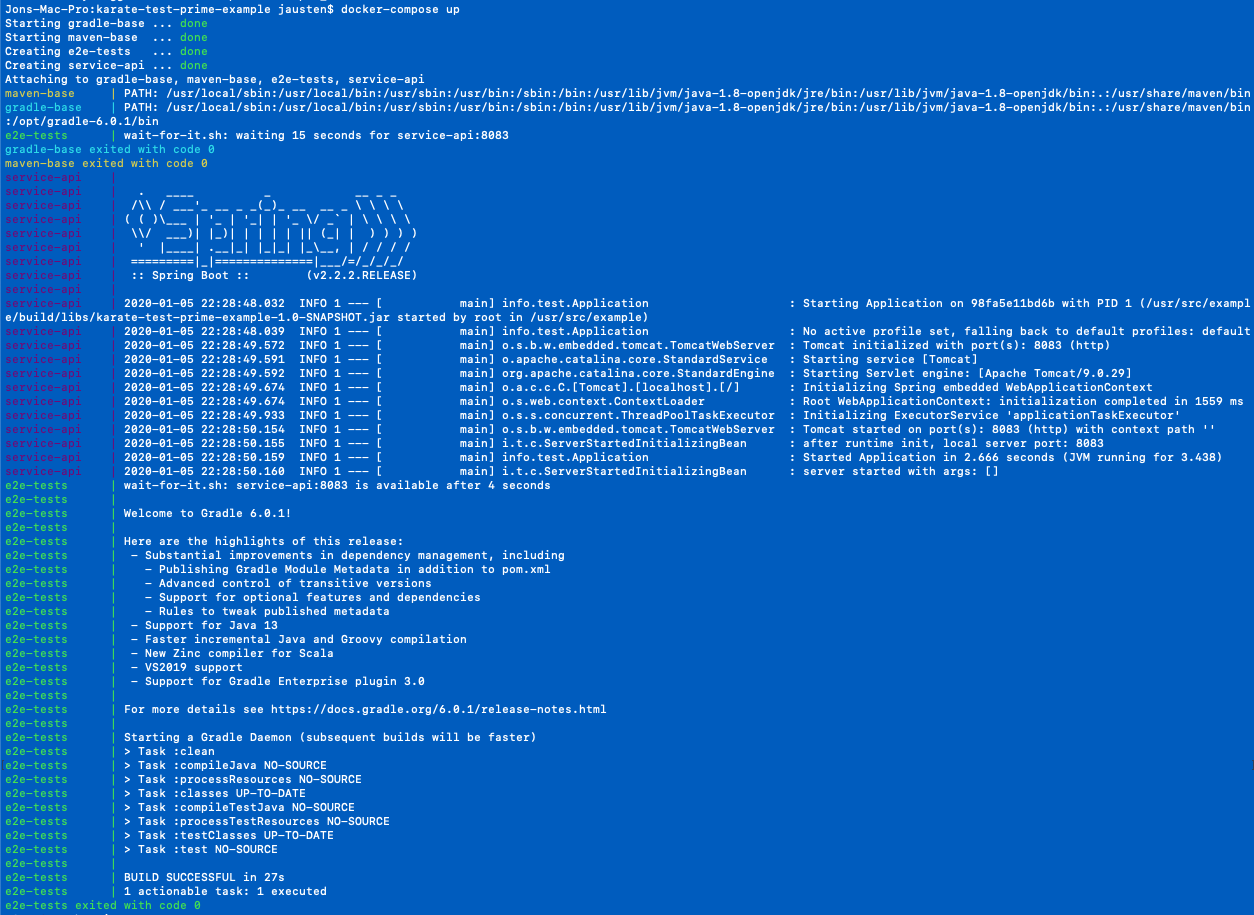 Jons-Mac-Pro:karate-test-prime-example jausten$ docker-compose up
Starting gradle-base ... done
Starting maven-base  ... done
Creating e2e-tests   ... done
Creating service-api ... done
Attaching to gradle-base, maven-base, e2e-tests, service-api
maven-base     | PATH: /usr/local/sbin:/usr/local/bin:/usr/sbin:/usr/bin:/sbin:/bin:/usr/lib/jvm/java-1.8-openjdk/jre/bin:/usr/lib/jvm/java-1.8-openjdk/bin:.:/usr/share/maven/bin
gradle-base    | PATH: /usr/local/sbin:/usr/local/bin:/usr/sbin:/usr/bin:/sbin:/bin:/usr/lib/jvm/java-1.8-openjdk/jre/bin:/usr/lib/jvm/java-1.8-openjdk/bin:.:/usr/share/maven/bin
:/opt/gradle-6.0.1/bin
e2e-tests      | wait-for-it.sh: waiting 15 seconds for service-api:8083
gradle-base exited with code 0
maven-base exited with code 0
service-api    |
service-api    |   .   ____          _            __ _ _
service-api    |  /\\ / ___'_ __ _ _(_)_ __  __ _ \ \ \ \
service-api    | ( ( )\___ | '_ | '_| | '_ \/ _` | \ \ \ \
service-api    |  \\/  ___)| |_)| | | | | || (_| |  ) ) ) )
service-api    |   '  |____| .__|_| |_|_| |_\__, | / / / /
service-api    |  =========|_|==============|___/=/_/_/_/
service-api    |  :: Spring Boot ::        (v2.2.2.RELEASE)
service-api    |
service-api    | 2020-01-05 22:28:48.032  INFO 1 --- [           main] info.test.Application                    : Starting Application on 98fa5e11bd6b with PID 1 (/usr/src/exampl
e/build/libs/karate-test-prime-example-1.0-SNAPSHOT.jar started by root in /usr/src/example)
service-api    | 2020-01-05 22:28:48.039  INFO 1 --- [           main] info.test.Application                    : No active profile set, falling back to default profiles: default
service-api    | 2020-01-05 22:28:49.572  INFO 1 --- [           main] o.s.b.w.embedded.tomcat.TomcatWebServer  : Tomcat initialized with port(s): 8083 (http)
service-api    | 2020-01-05 22:28:49.591  INFO 1 --- [           main] o.apache.catalina.core.StandardService   : Starting service [Tomcat]
service-api    | 2020-01-05 22:28:49.592  INFO 1 --- [           main] org.apache.catalina.core.StandardEngine  : Starting Servlet engine: [Apache Tomcat/9.0.29]
service-api    | 2020-01-05 22:28:49.674  INFO 1 --- [           main] o.a.c.c.C.[Tomcat].[localhost].[/]       : Initializing Spring embedded WebApplicationContext
service-api    | 2020-01-05 22:28:49.674  INFO 1 --- [           main] o.s.web.context.ContextLoader            : Root WebApplicationContext: initialization completed in 1559 ms
service-api    | 2020-01-05 22:28:49.933  INFO 1 --- [           main] o.s.s.concurrent.ThreadPoolTaskExecutor  : Initializing ExecutorService 'applicationTaskExecutor'
service-api    | 2020-01-05 22:28:50.154  INFO 1 --- [           main] o.s.b.w.embedded.tomcat.TomcatWebServer  : Tomcat started on port(s): 8083 (http) with context path ''
service-api    | 2020-01-05 22:28:50.155  INFO 1 --- [           main] i.t.c.ServerStartedInitializingBean      : after runtime init, local server port: 8083
service-api    | 2020-01-05 22:28:50.159  INFO 1 --- [           main] info.test.Application                    : Started Application in 2.666 seconds (JVM running for 3.438)
service-api    | 2020-01-05 22:28:50.160  INFO 1 --- [           main] i.t.c.ServerStartedInitializingBean      : server started with args: []
e2e-tests      | wait-for-it.sh: service-api:8083 is available after 4 seconds
e2e-tests      |
e2e-tests      | Welcome to Gradle 6.0.1!
e2e-tests      |
e2e-tests      | Here are the highlights of this release:
e2e-tests      |  - Substantial improvements in dependency management, including
e2e-tests      |    - Publishing Gradle Module Metadata in addition to pom.xml
e2e-tests      |    - Advanced control of transitive versions
e2e-tests      |    - Support for optional features and dependencies
e2e-tests      |    - Rules to tweak published metadata
e2e-tests      |  - Support for Java 13
e2e-tests      |  - Faster incremental Java and Groovy compilation
e2e-tests      |  - New Zinc compiler for Scala
e2e-tests      |  - VS2019 support
e2e-tests      |  - Support for Gradle Enterprise plugin 3.0
e2e-tests      |
e2e-tests      | For more details see https://docs.gradle.org/6.0.1/release-notes.html
e2e-tests      |
e2e-tests      | Starting a Gradle Daemon (subsequent builds will be faster)
e2e-tests      | > Task :clean
e2e-tests      | > Task :compileJava NO-SOURCE
e2e-tests      | > Task :processResources NO-SOURCE
e2e-tests      | > Task :classes UP-TO-DATE
e2e-tests      | > Task :compileTestJava NO-SOURCE
e2e-tests      | > Task :processTestResources NO-SOURCE
e2e-tests      | > Task :testClasses UP-TO-DATE
e2e-tests      | > Task :test NO-SOURCE
e2e-tests      |
e2e-tests      | BUILD SUCCESSFUL in 27s
e2e-tests      | 1 actionable task: 1 executed
e2e-tests exited with code 0